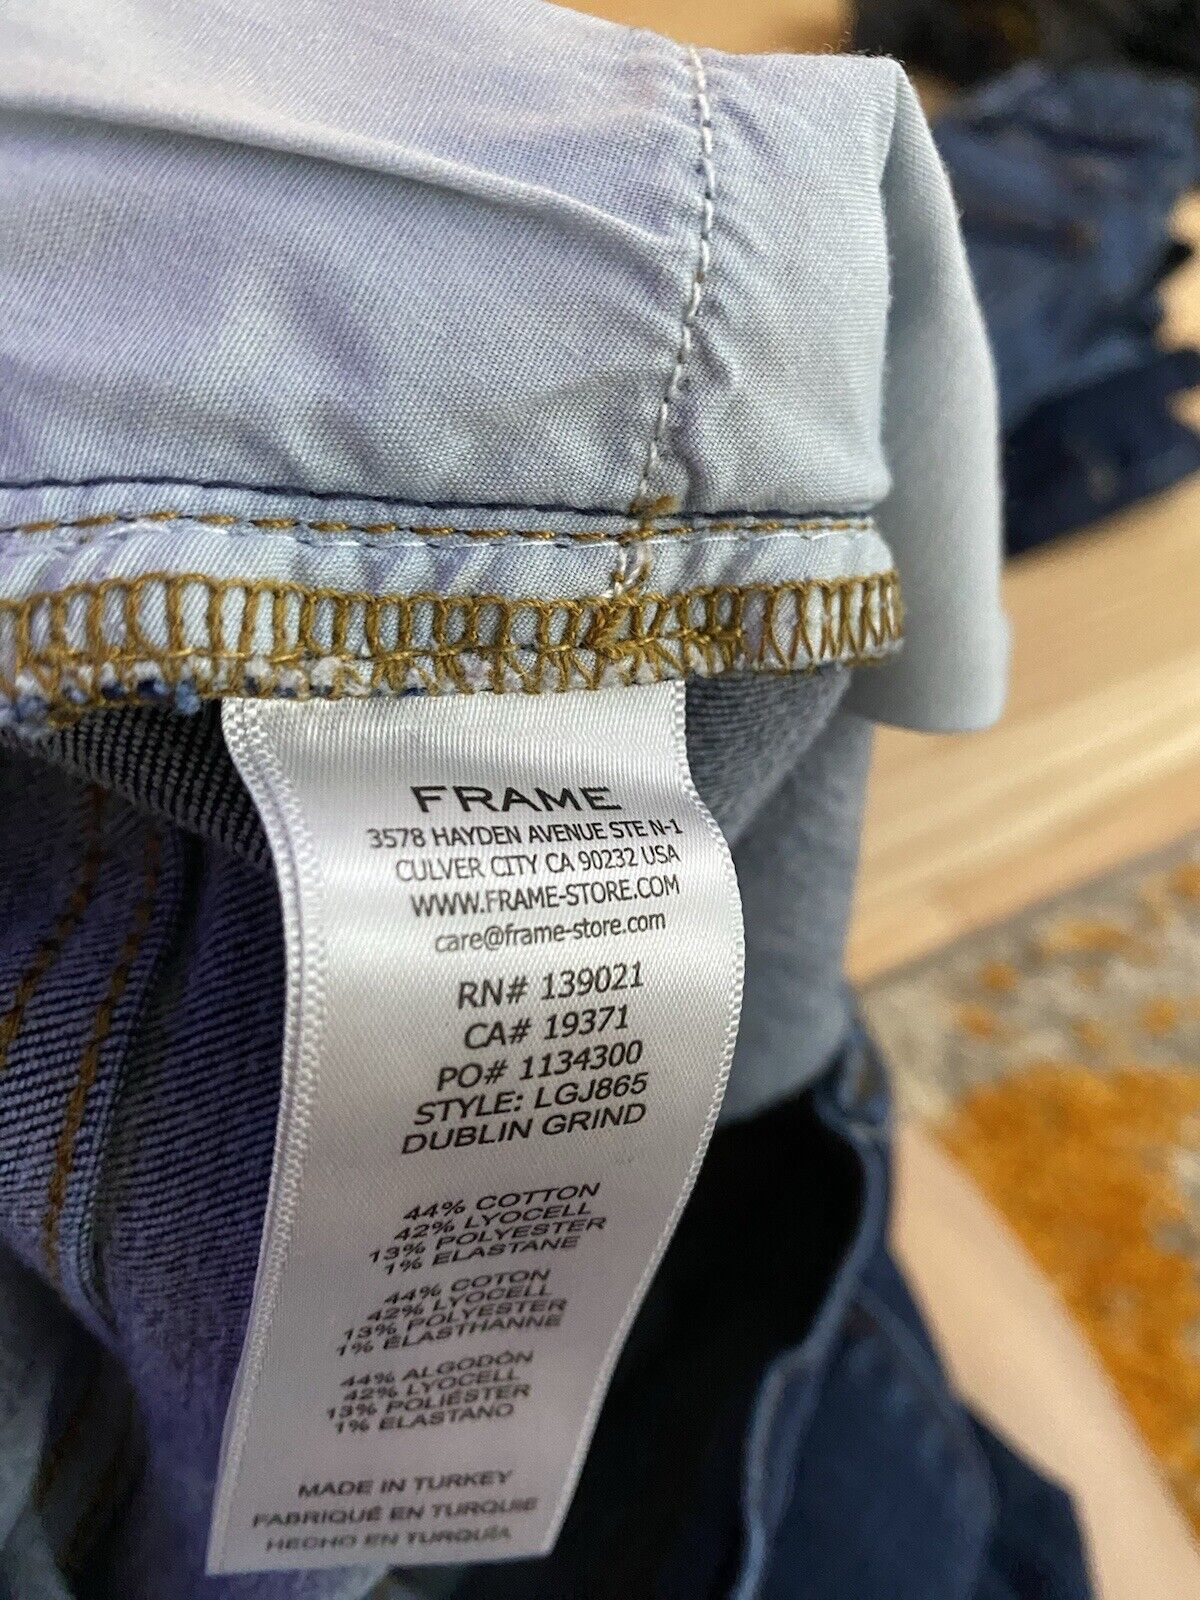 FRAME
3578 HAYDEN AVENUE STE N-1
CULVER CITY CA 90232 USA
WWW.FRAME-STORE.COM
care@frame-store.com
RN# 139021
CA# 19371
PO# 1134300
STYLE: LGJ865
DUBLIN GRIND
44% COTTON
42% LYOCELL
13% POLYESTER
1% ELASTANE
44% COTON
42% LYOCELL
13% POLYESTER
1% ÉLASTHANNE
44% ALGODÓN
42% LYOCELL
13% POLIÉSTER
1% ELASTANO
MADE IN TURKEY
FABRIQUÉ EN TURQUIE
HECHO EN TURQUÍA